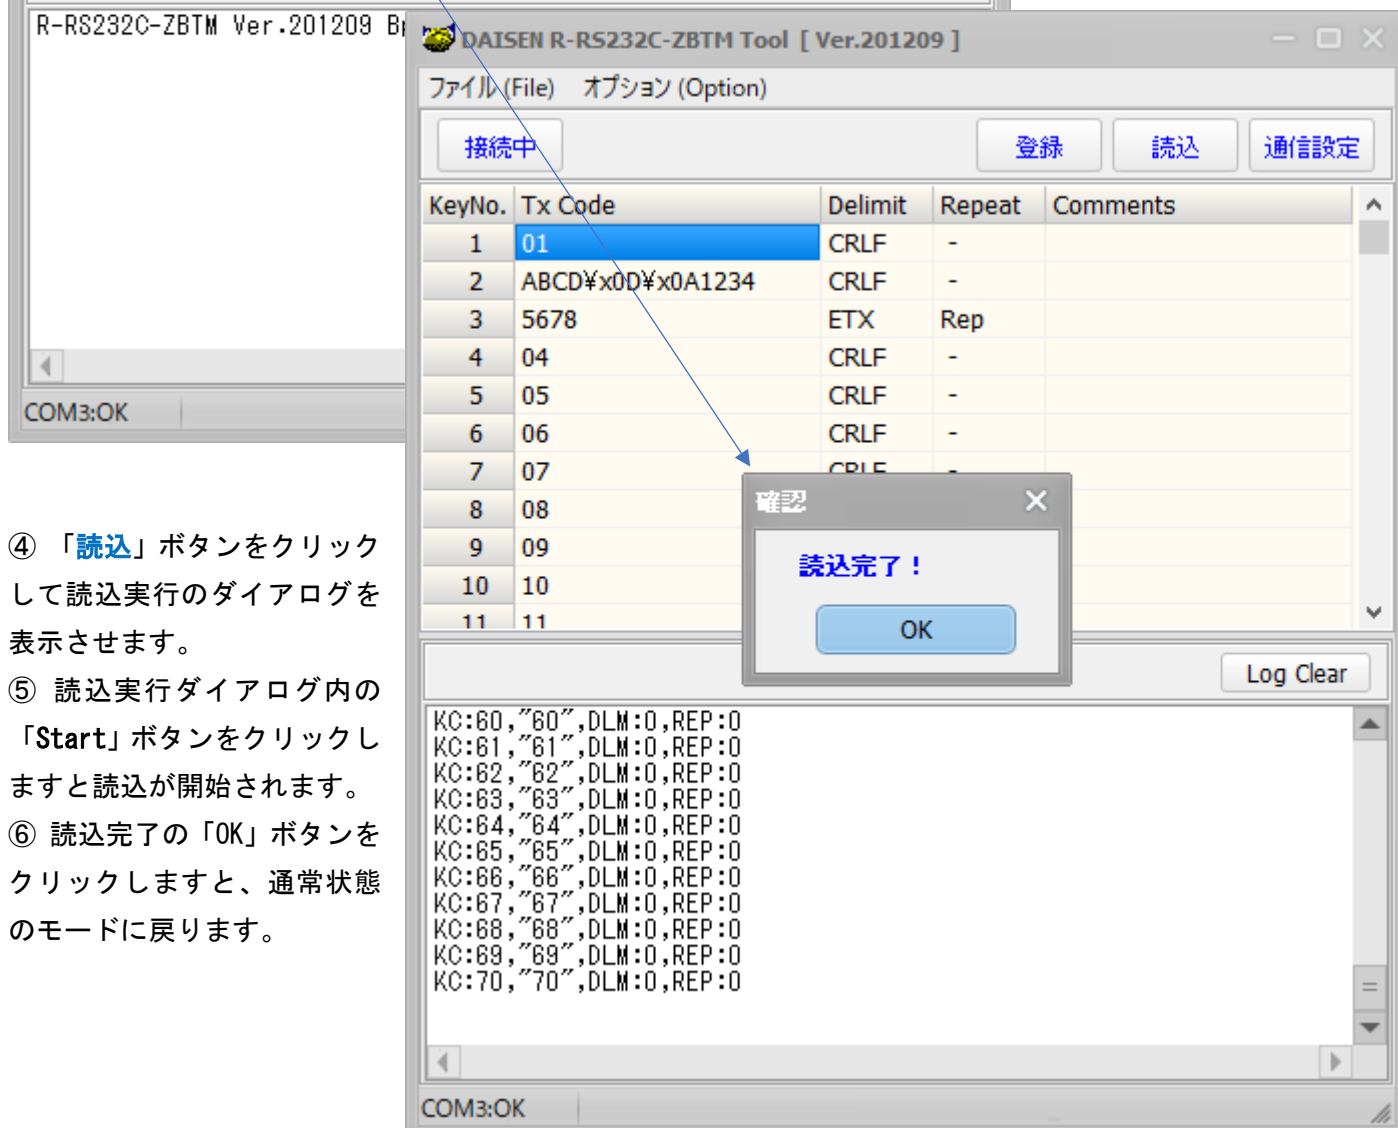 R-RS232C-ZBTM Ver.201209
COM3:OK
④ 「読込」ボタンをクリック
して読込実行のダイアログを
表示させます。
⑤ 読込実行ダイアログ内の
「Start」ボタンをクリックし
ますと読込が開始されます。
⑥ 読込完了の「OK」ボタンを
クリックしますと、通常状態
のモードに戻ります。
DAISEN R-RS232C-ZBTM Tool [ Ver.201209 ]
ファイル (File) オプション (Option)
接続中 登録 読込 通信設定
KeyNo. Tx Code Delimit Repeat Comments
1 01 CRLF -
2 ABCD¥x0D¥x0A1234 CRLF -
3 5678 ETX Rep
4 04 CRLF -
5 05 CRLF -
6 06 CRLF -
7 07 CRLF -
8 08
9 09
10 10
11 11
確認
読込完了！
OK
Log Clear
KC:60,"60",DLM:0,REP:0
KC:61,"61",DLM:0,REP:0
KC:62,"62",DLM:0,REP:0
KC:63,"63",DLM:0,REP:0
KC:64,"64",DLM:0,REP:0
KC:65,"65",DLM:0,REP:0
KC:66,"66",DLM:0,REP:0
KC:67,"67",DLM:0,REP:0
KC:68,"68",DLM:0,REP:0
KC:69,"69",DLM:0,REP:0
KC:70,"70",DLM:0,REP:0
COM3:OK